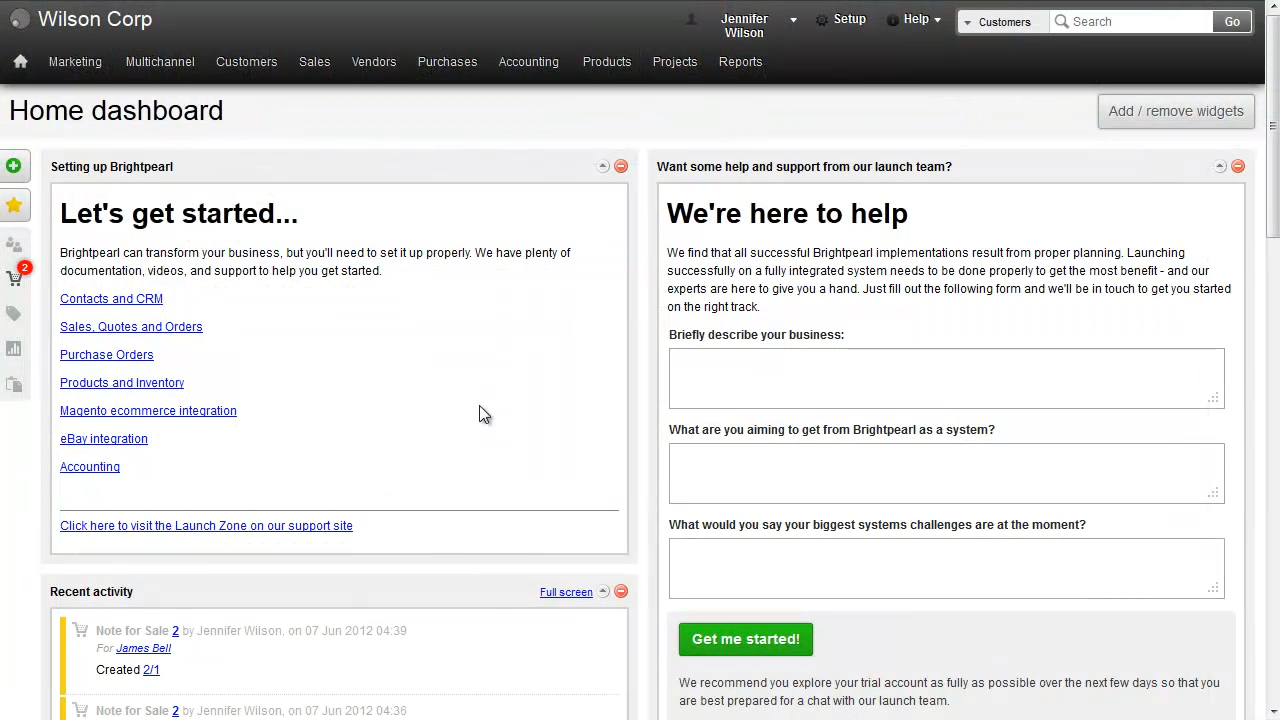 Wilson Corp
Jennifer
Wilson
Setup
Help
Customers
Search
Go
Marketing
Multichannel
Customers
Sales
Vendors
Purchases
Accounting
Products
Projects
Reports
Home dashboard
Add / remove widgets
2
Setting up Brightpearl
Let's get started...
Brightpearl can transform your business, but you'll need to set it up properly. We have plenty of
documentation, videos, and support to help you get started.
Contacts and CRM
Sales, Quotes and Orders
Purchase Orders
Products and Inventory
Magento ecommerce integration
eBay integration
Accounting
Click here to visit the Launch Zone on our support site
Recent activity
Full screen
Note for Sale 2 by Jennifer Wilson, on 07 Jun 2012 04:39
For James Bell
Created 2/1
Note for Sale 2 by Jennifer Wilson, on 07 Jun 2012 04:36
Want some help and support from our launch team?
We're here to help
We find that all successful Brightpearl implementations result from proper planning. Launching
successfully on a fully integrated system needs to be done properly to get the most benefit - and our
experts are here to give you a hand. Just fill out the following form and we'll be in touch to get you started
on the right track.
Briefly describe your business:
What are you aiming to get from Brightpearl as a system?
What would you say your biggest systems challenges are at the moment?
Get me started!
We recommend you explore your trial account as fully as possible over the next few days so that you
are best prepared for a chat with our launch team.